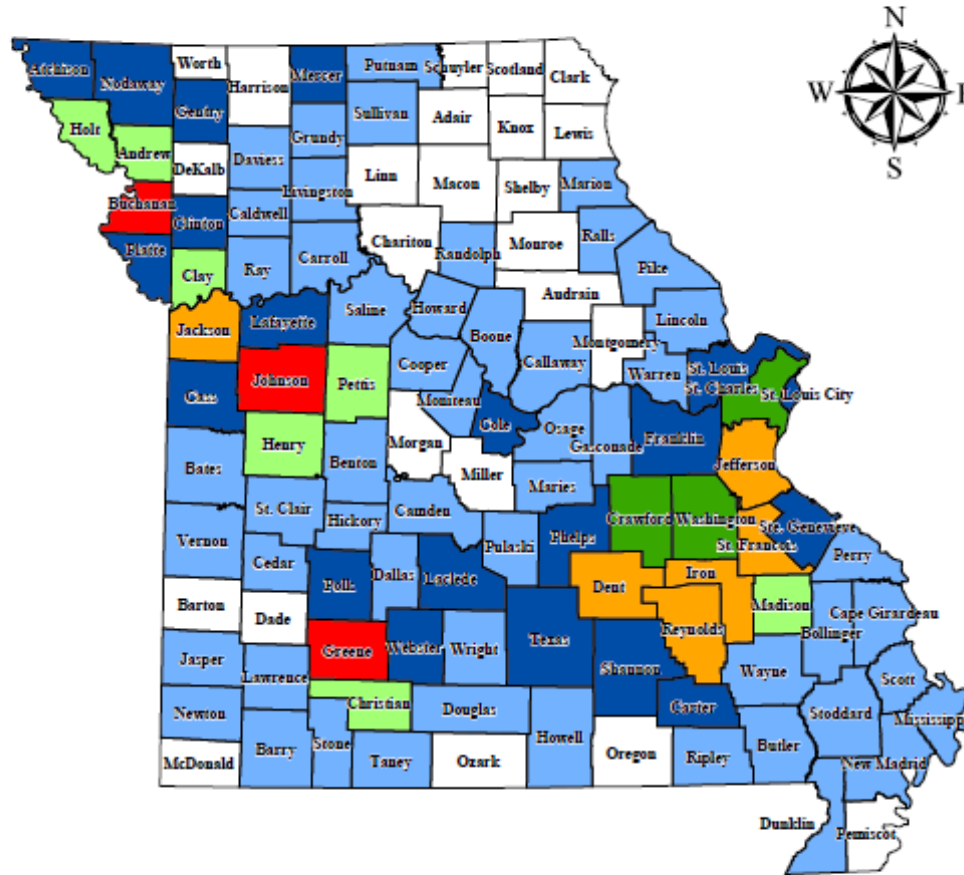 N
W E
S
Atchison Nodaway Worth Harrison Mercer Putnam Schuyler Scotland Clark
Gentry Sullivan Adair Knox Lewis
Holt Andrew DeKalb Daviess Grundy Linn Macon Shelby Marion
Buchanan Clinton Caldwell Livingston
Platte Clay Ray Carroll Chariton Randolph Monroe Ralls Pike
Jackson Lafayette Saline Howard Boone Audrain Lincoln
Montgomery
Johnson Pettis Cooper Callaway Warren St. Louis
St. Charles St. Louis City
Cass Moniteau Cole Osage Gasconade Franklin
Henry Benton Morgan Miller Jefferson
Bates St. Clair Hickory Camden Maries Crawford Washington Ste. Genevieve
Vernon Cedar Pulaski Phelps St. Francois Perry
Polk Dallas Laclede Dent Iron Madison Cape Girardeau
Barton Dade Reynolds Bollinger
Jasper Greene Webster Wright Texas Shannon Wayne Scott
Lawrence Christian Douglas Carter Stoddard Mississippi
Newton Barry Stone Taney Ozark Howell Oregon Ripley Butler New Madrid
McDonald
Dunklin Pemiscot